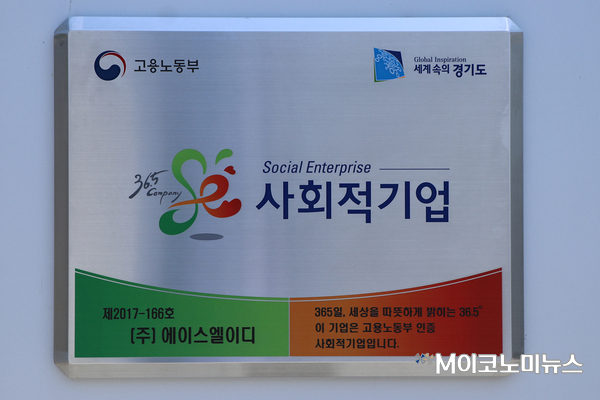 고용노동부
Global Inspiration
세계 속의 경기도
36.5
Company
Social Enterprise
사회적기업
제2017-166호
(주) 에이스엘이디
365일, 세상을 따뜻하게 밝히는 36.5°
이 기업은 고용노동부 인증
사회적기업입니다.
M이코노미뉴스